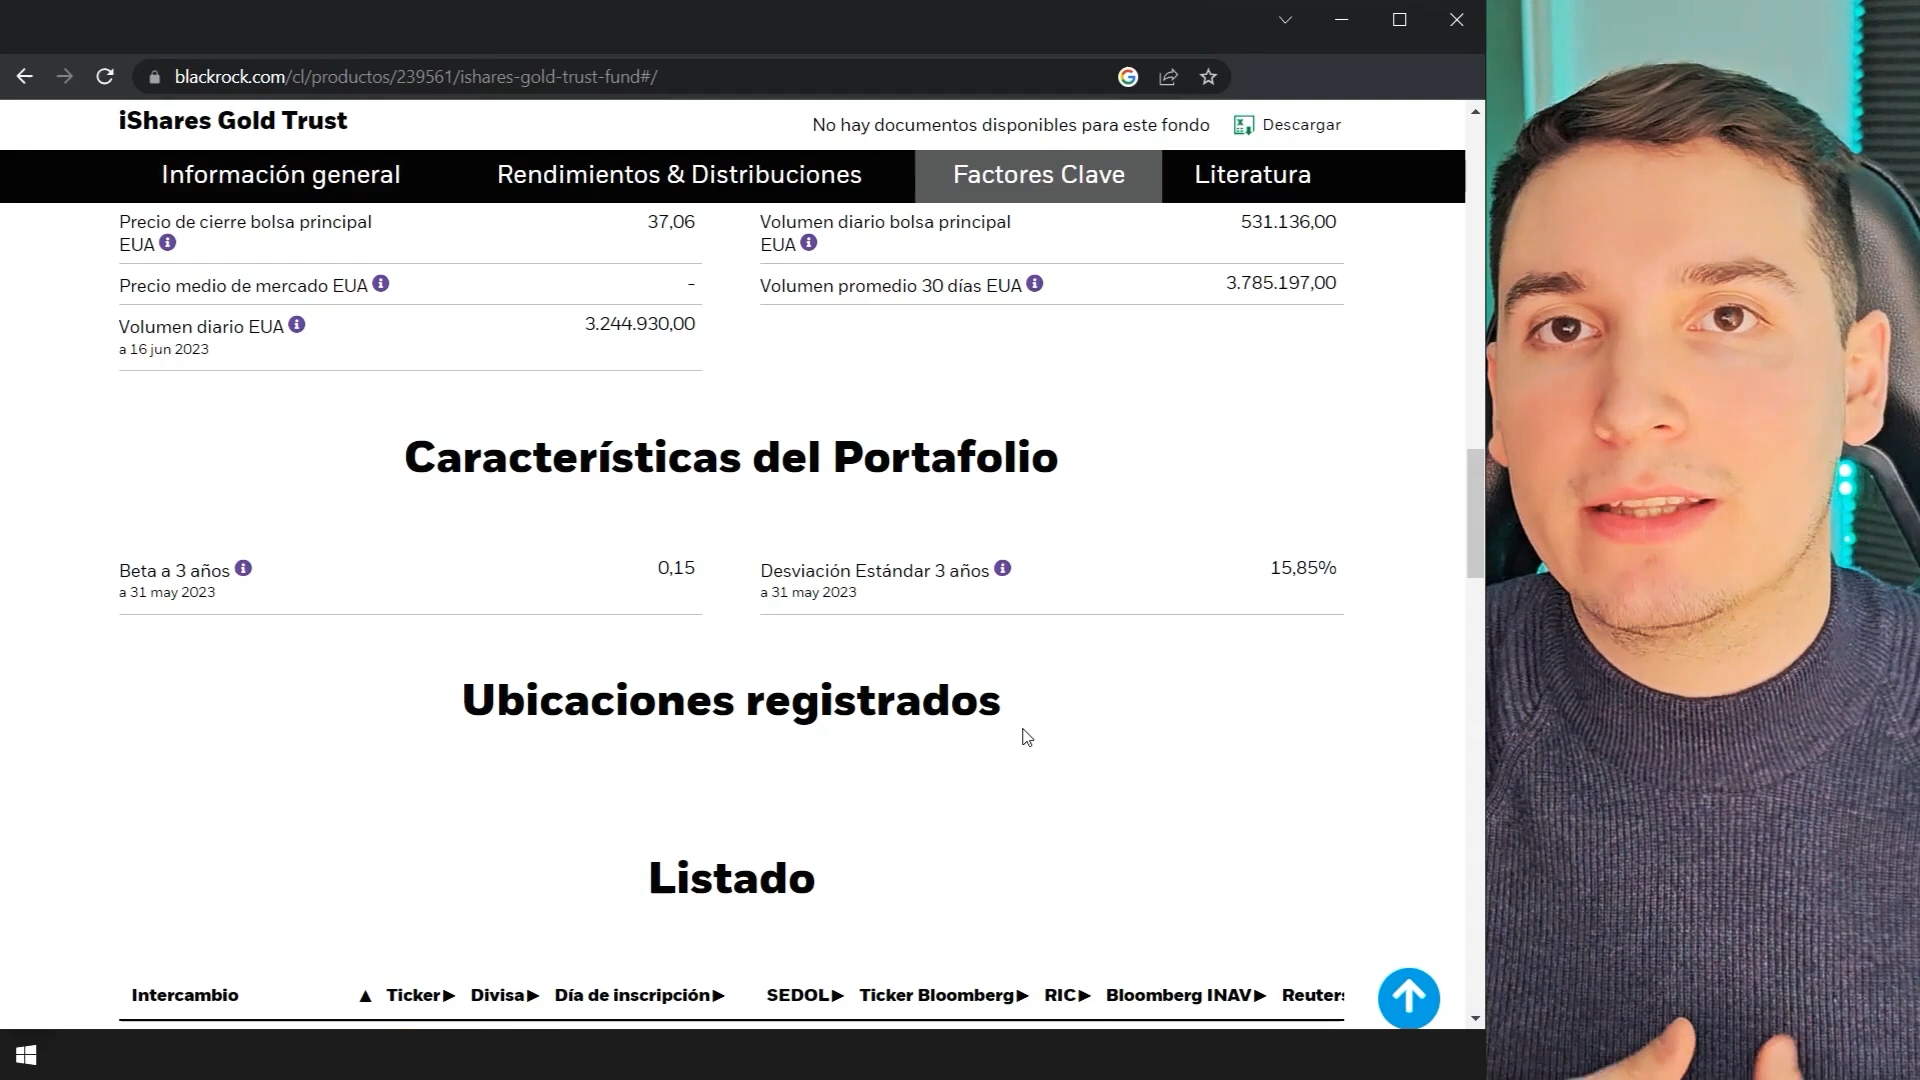 blackrock.com/cl/productos/239561/ishares-gold-trust-fund#/
iShares Gold Trust
No hay documentos disponibles para este fondo
Descargar
Información general
Rendimientos & Distribuciones
Factores Clave
Literatura
Precio de cierre bolsa principal
EUA
37,06
Volumen diario bolsa principal
EUA
531.136,00
Precio medio de mercado EUA
-
Volumen promedio 30 días EUA
3.785.197,00
Volumen diario EUA
a 16 jun 2023
3.244.930,00
Características del Portafolio
Beta a 3 años
a 31 may 2023
0,15
Desviación Estándar 3 años
a 31 may 2023
15,85%
Ubicaciones registrados
Listado
Intercambio ▲ Ticker▶ Divisa▶ Día de inscripción▶ SEDOL▶ Ticker Bloomberg▶ RIC▶ Bloomberg INAV▶ Reuters